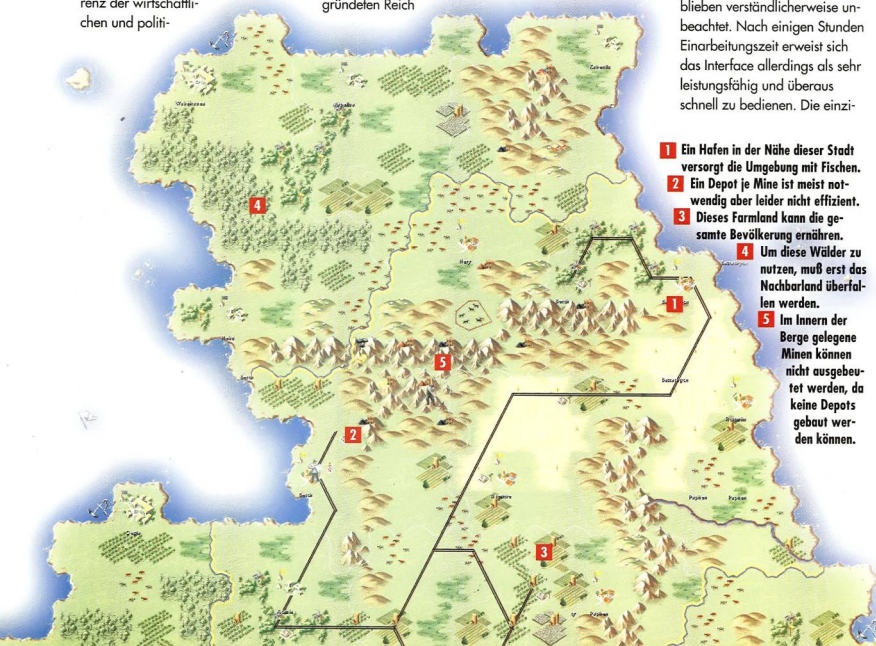 renz der wirtschaftli-
chen und politi-
gründeten Reich
blieben verständlicherweise un-
beachtet. Nach einigen Stunden
Einarbeitungszeit erweist sich
das Interface allerdings als sehr
leistungsfähig und überaus
schnell zu bedienen. Die einzi-
1 Ein Hafen in der Nähe dieser Stadt
versorgt die Umgebung mit Fischen.
2 Ein Depot je Mine ist meist not-
wendig aber leider nicht effizient.
3 Dieses Farmland kann die ge-
samte Bevölkerung ernähren.
4 Um diese Wälder zu
nutzen, muß erst das
Nachbarland überfal-
len werden.
5 Im Innern der
Berge gelegene
Minen können
nicht ausgebeu-
tet werden, da
keine Depots
gebaut wer-
den können.
4
1
5
2
3